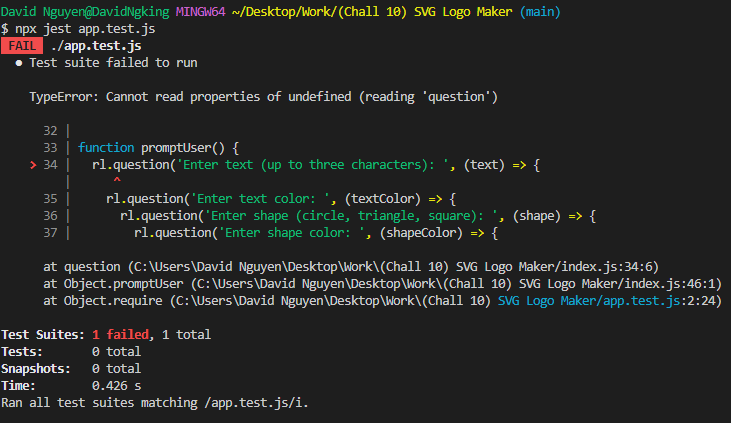 David Nguyen@DavidNgking MINGW64 ~/Desktop/Work/(Chall 10) SVG Logo Maker (main)
$ npx jest app.test.js
FAIL ./app.test.js
● Test suite failed to run
TypeError: Cannot read properties of undefined (reading 'question')
32 |
33 | function promptUser() {
> 34 |   rl.question('Enter text (up to three characters): ', (text) => {
|      ^
35 |     rl.question('Enter text color: ', (textColor) => {
36 |       rl.question('Enter shape (circle, triangle, square): ', (shape) => {
37 |         rl.question('Enter shape color: ', (shapeColor) => {
at question (C:\Users\David Nguyen\Desktop\Work\(Chall 10) SVG Logo Maker/index.js:34:6)
at Object.promptUser (C:\Users\David Nguyen\Desktop\Work\(Chall 10) SVG Logo Maker/index.js:46:1)
at Object.require (C:\Users\David Nguyen\Desktop\Work\(Chall 10) SVG Logo Maker/app.test.js:2:24)
Test Suites: 1 failed, 1 total
Tests:       0 total
Snapshots:   0 total
Time:        0.426 s
Ran all test suites matching /app.test.js/i.